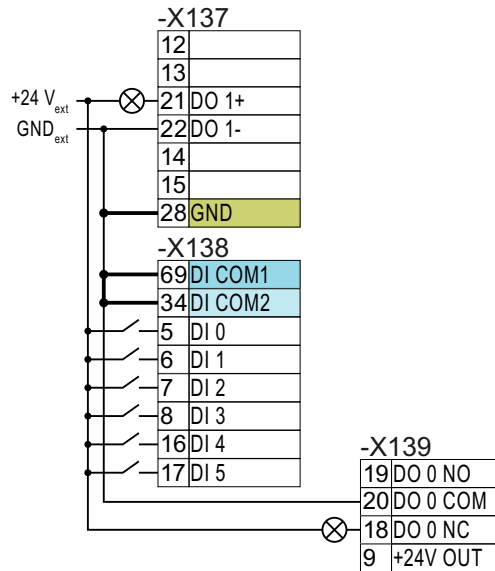 -X137
12
13
+24 V ext
21 DO 1+
GND ext
22 DO 1-
14
15
28 GND
-X138
69 DI COM1
34 DI COM2
5 DI 0
6 DI 1
7 DI 2
8 DI 3
16 DI 4
17 DI 5
-X139
19 DO 0 NO
20 DO 0 COM
18 DO 0 NC
9 +24V OUT